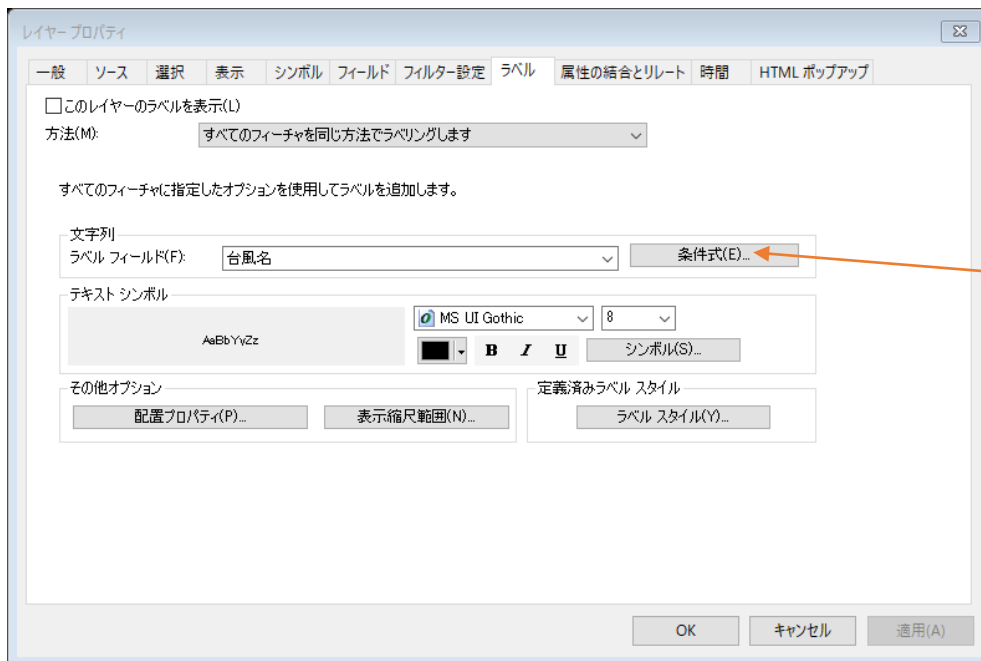 レイヤー プロパティ
一般 ソース 選択 表示 シンボル フィールド フィルター設定 ラベル 属性の結合とリレート 時間 HTML ポップアップ
このレイヤーのラベルを表示(L)
方法(M): すべてのフィーチャを同じ方法でラベリングします
すべてのフィーチャに指定したオプションを使用してラベルを追加します。
文字列
ラベル フィールド(F): 台風名 条件式(E)...
テキスト シンボル
AaBbYyZz
MS UI Gothic 8
B I U シンボル(S)...
その他オプション
配置プロパティ(P)... 表示縮尺範囲(N)...
定義済みラベル スタイル
ラベル スタイル(Y)...
OK キャンセル 適用(A)